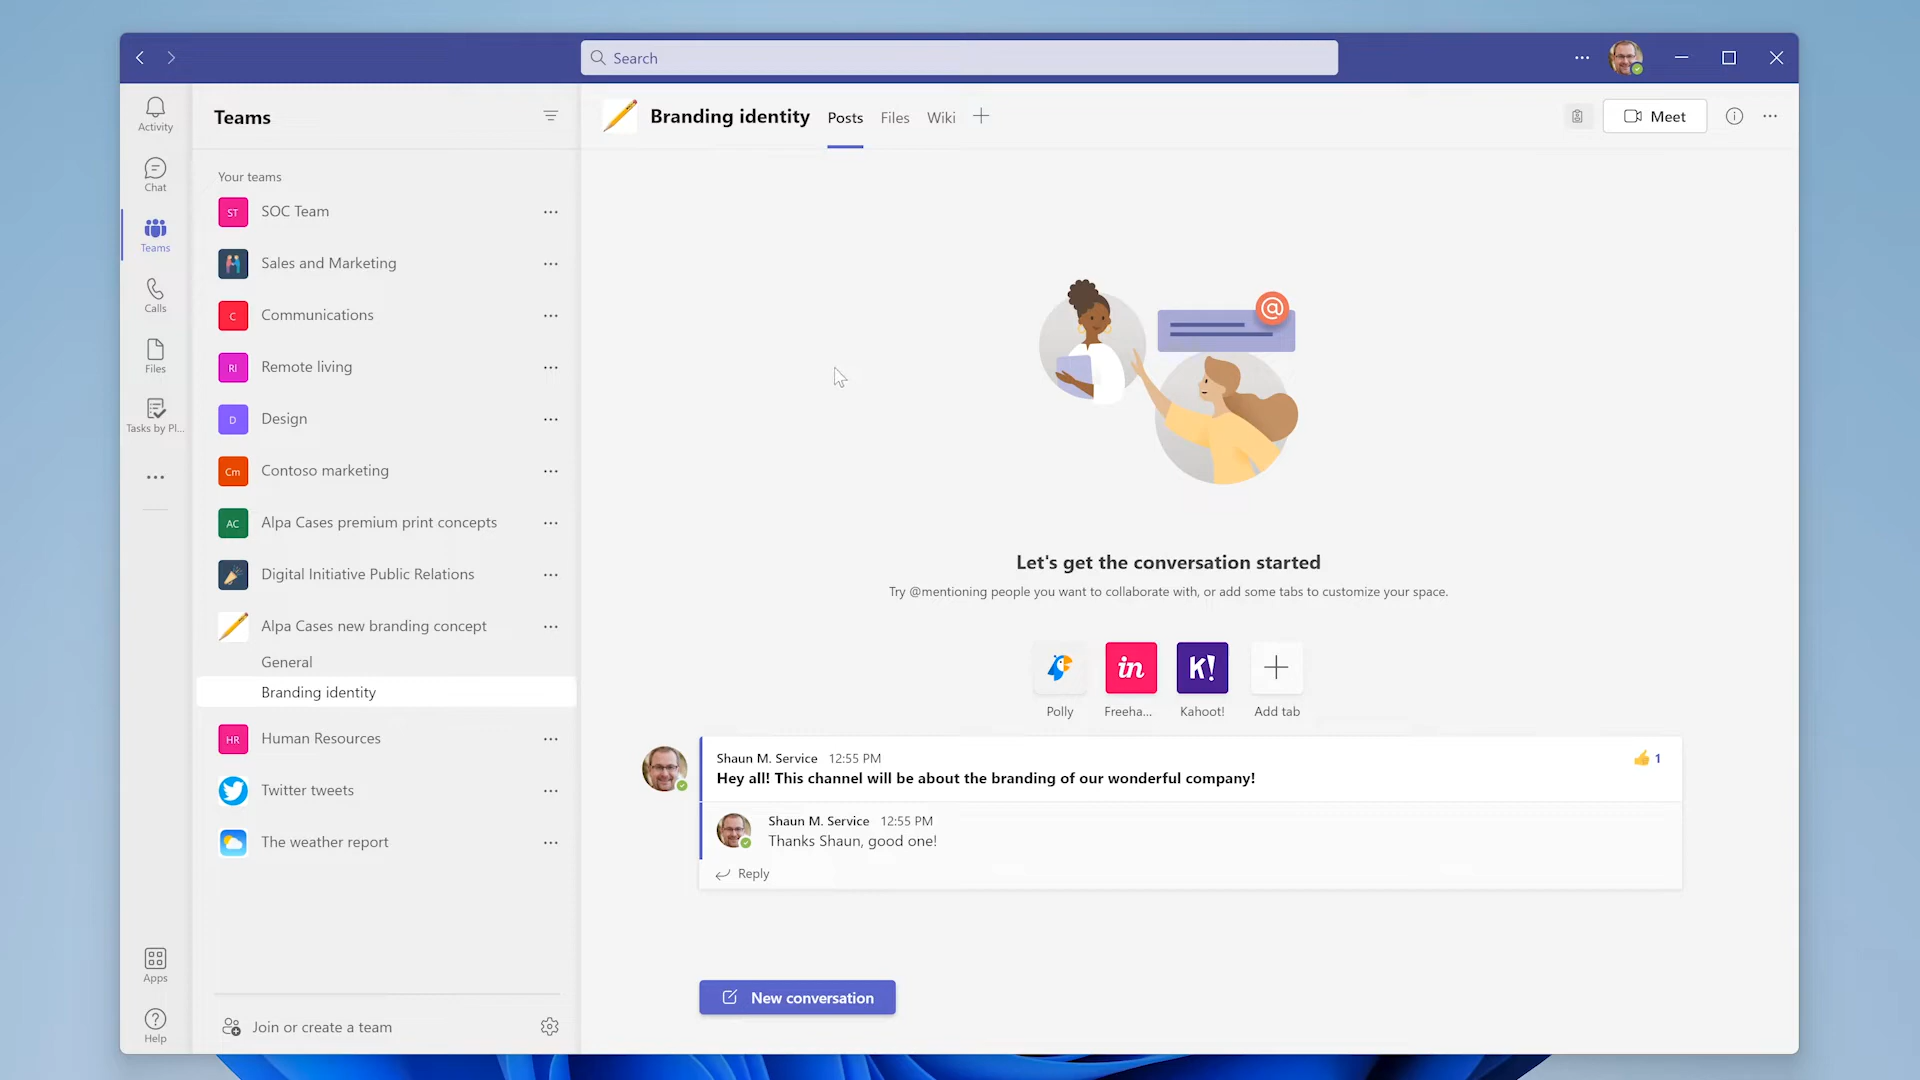 Search
Activity
Chat
Teams
Calls
Files
Tasks by Pl...
Apps
Help
Teams
Your teams
ST SOC Team
Sales and Marketing
C Communications
Rl Remote living
D Design
Cm Contoso marketing
AC Alpa Cases premium print concepts
Digital Initiative Public Relations
Alpa Cases new branding concept
General
Branding identity
HR Human Resources
Twitter tweets
The weather report
Join or create a team
Branding identity Posts Files Wiki
Meet
@
Let's get the conversation started
Try @mentioning people you want to collaborate with, or add some tabs to customize your space.
in K!
Polly Freeha... Kahoot! Add tab
Shaun M. Service 12:55 PM 1
Hey all! This channel will be about the branding of our wonderful company!
Shaun M. Service 12:55 PM
Thanks Shaun, good one!
Reply
New conversation